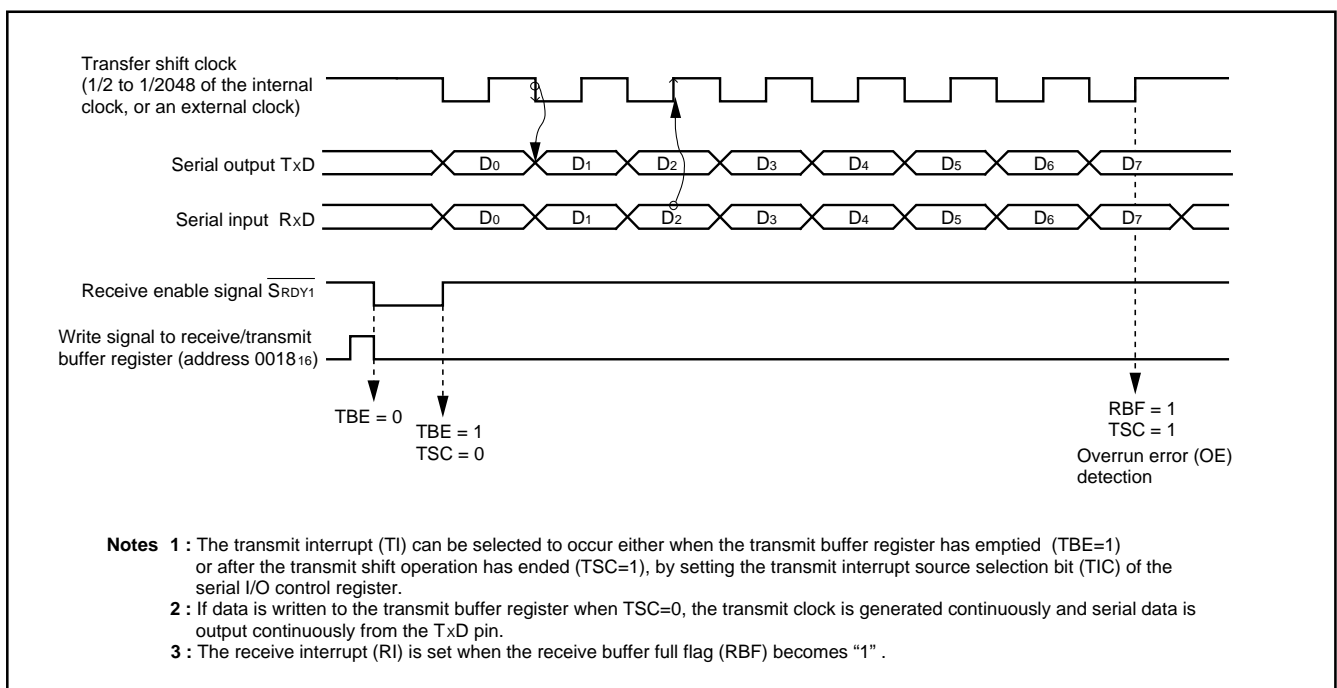 Transfer shift clock
(1/2 to 1/2048 of the internal
clock, or an external clock)
Serial output TxD
D0 D1 D2 D3 D4 D5 D6 D7
Serial input RxD
D0 D1 D2 D3 D4 D5 D6 D7
Receive enable signal SRDY1
Write signal to receive/transmit
buffer register (address 001816)
TBE = 0
TBE = 1
TSC = 0
RBF = 1
TSC = 1
Overrun error (OE)
detection
Notes 1 : The transmit interrupt (TI) can be selected to occur either when the transmit buffer register has emptied (TBE=1)
or after the transmit shift operation has ended (TSC=1), by setting the transmit interrupt source selection bit (TIC) of the
serial I/O control register.
2 : If data is written to the transmit buffer register when TSC=0, the transmit clock is generated continuously and serial data is
output continuously from the TxD pin.
3 : The receive interrupt (RI) is set when the receive buffer full flag (RBF) becomes “1” .